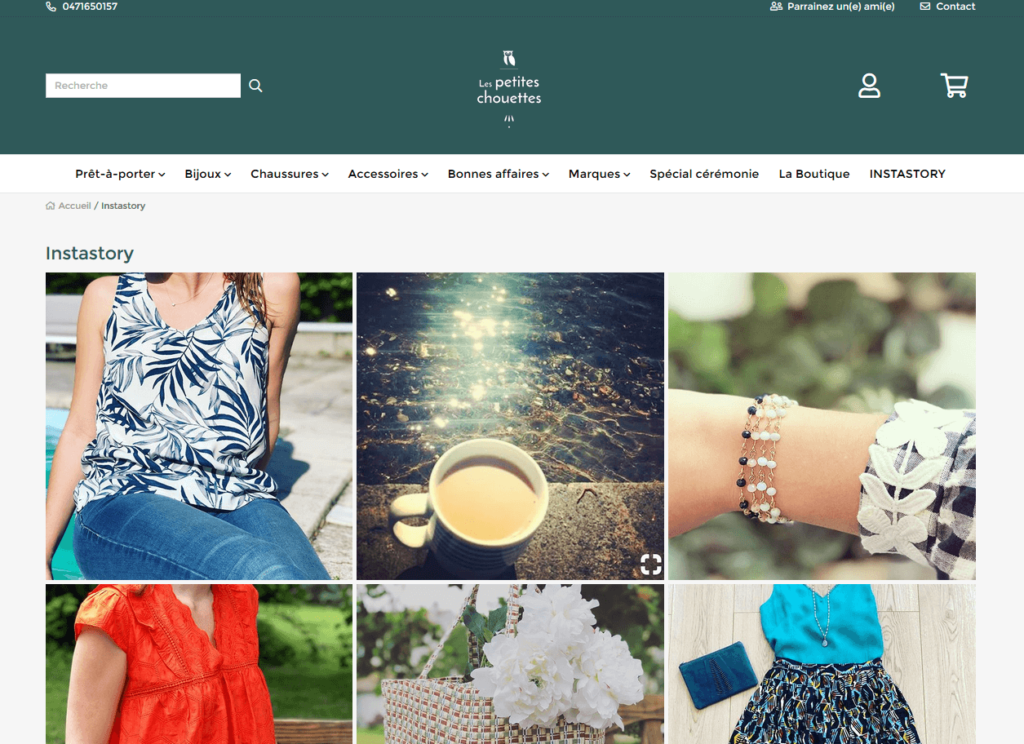 0471650157
Parrainez un(e) ami(e)
Contact
Recherche
Les petites
chouettes
Prêt-à-porter
Bijoux
Chaussures
Accessoires
Bonnes affaires
Marques
Spécial cérémonie
La Boutique
INSTASTORY
Accueil / Instastory
Instastory